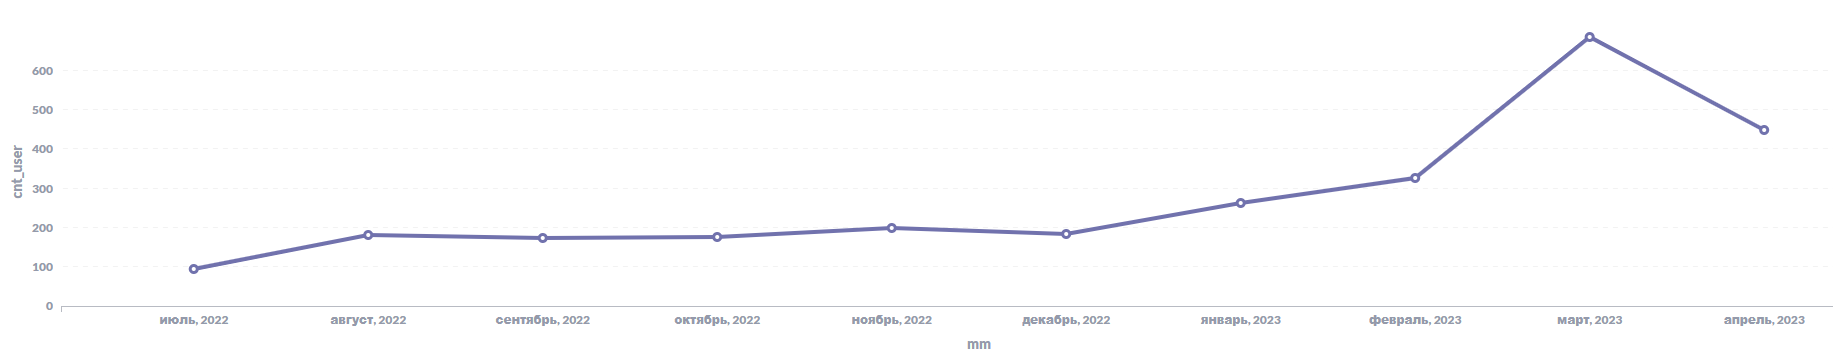 600
500
400
300
200
100
0
cnt_user
июль, 2022 август, 2022 сентябрь, 2022 октябрь, 2022 ноябрь, 2022 декабрь, 2022 январь, 2023 февраль, 2023 март, 2023 апрель, 2023
mm